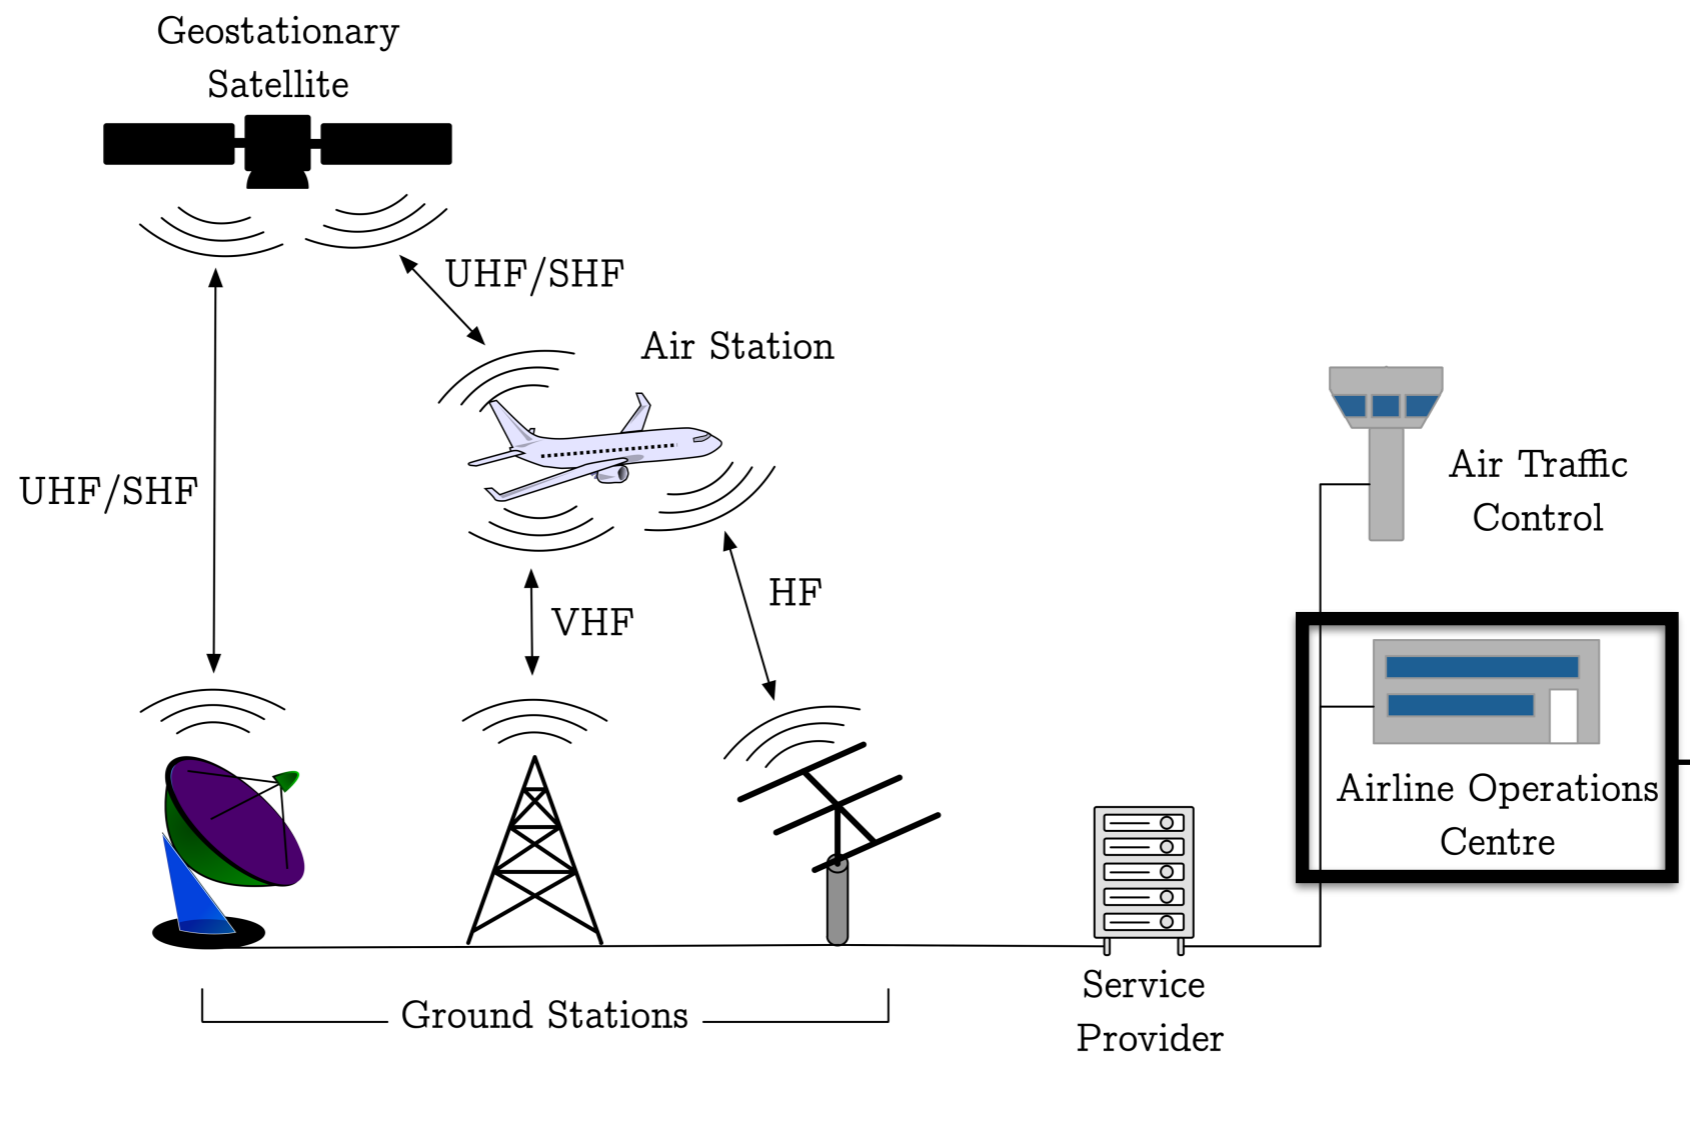 Geostationary
Satellite
UHF/SHF
Air Station
UHF/SHF
Air Traffic
Control
HF
VHF
Airline Operations
Centre
Ground Stations
Service
Provider